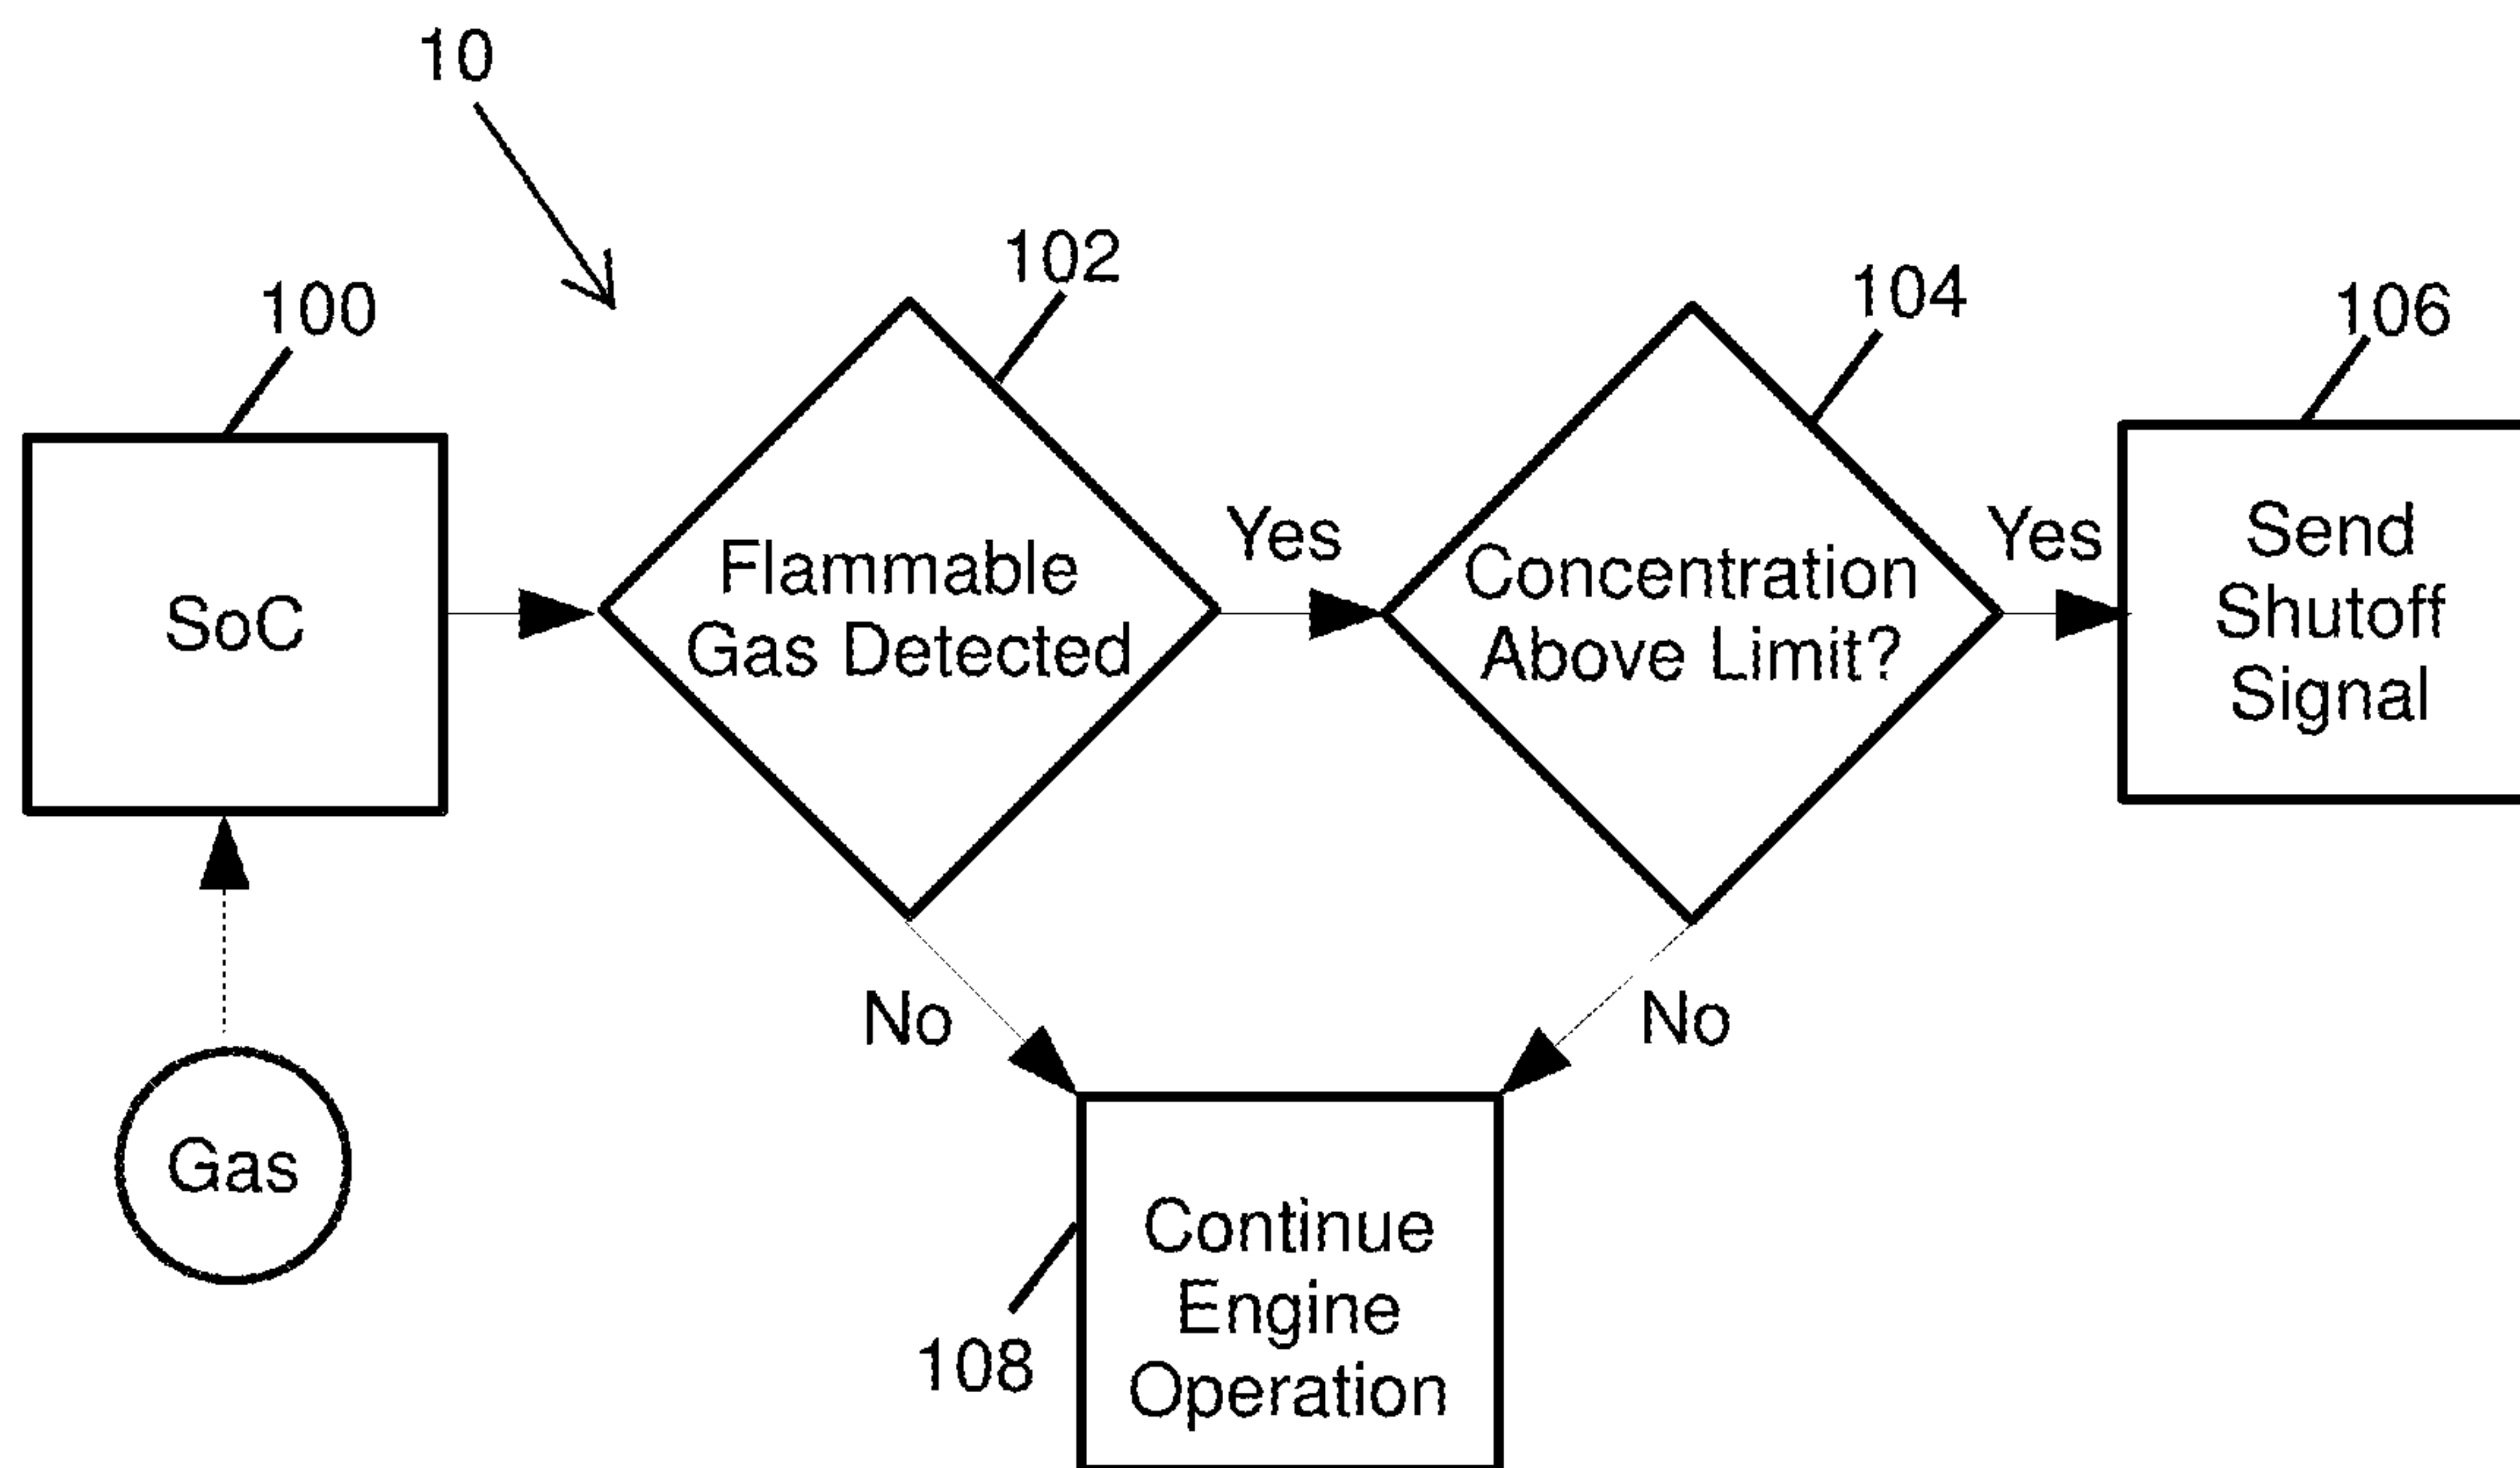 10
102
104
100
106
SoC
Flammable
Gas Detected
Yes
Concentration
Above Limit?
Yes
Send
Shutoff
Signal
No
No
Gas
Continue
Engine
Operation
108